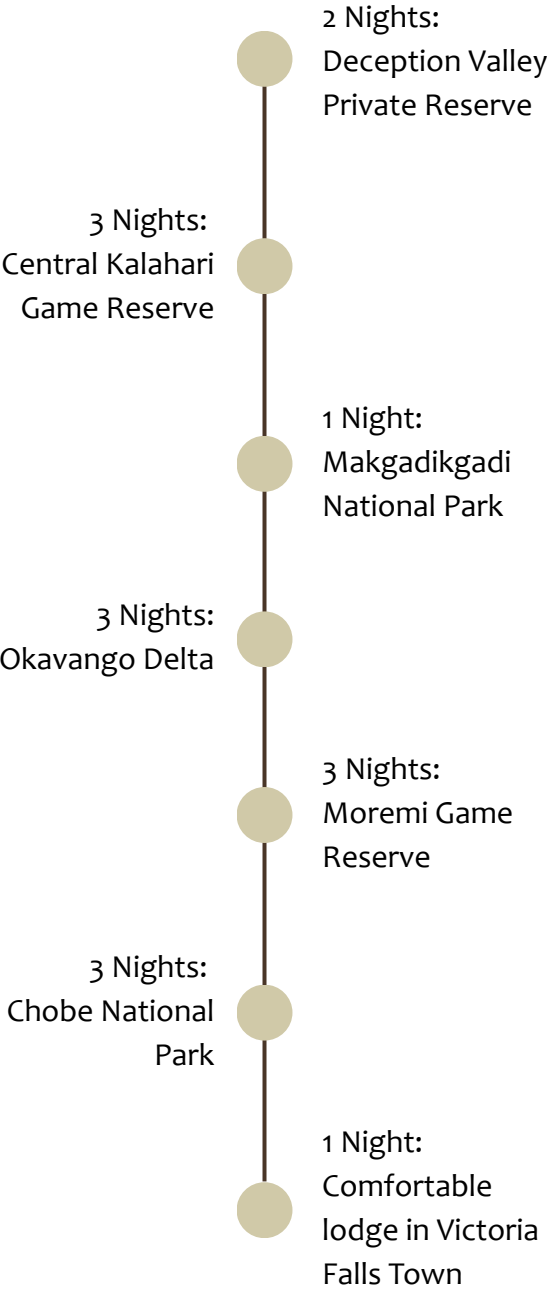 2 Nights:
Deception Valley
Private Reserve
3 Nights:
Central Kalahari
Game Reserve
1 Night:
Makgadikgadi
National Park
3 Nights:
Okavango Delta
3 Nights:
Moremi Game
Reserve
3 Nights:
Chobe National
Park
1 Night:
Comfortable
lodge in Victoria
Falls Town